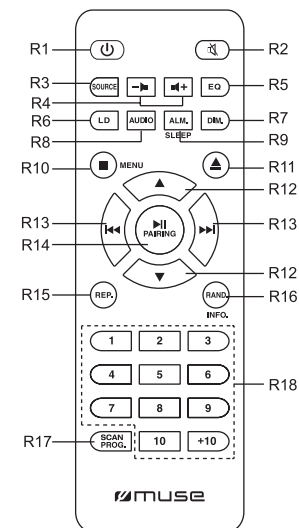 R1
R2
R3 SOURCE − + EQ R5
R4
R6 LD AUDIO ALM. DIM. R7
R8 SLEEP R9
R10 MENU R11
R12
R13 R13
R14 PAIRING
R12
R15 REP. RAND. R16
INFO.
1 2 3
4 5 6
R18
7 8 9
R17 SCAN PROG. 10 +10
muse